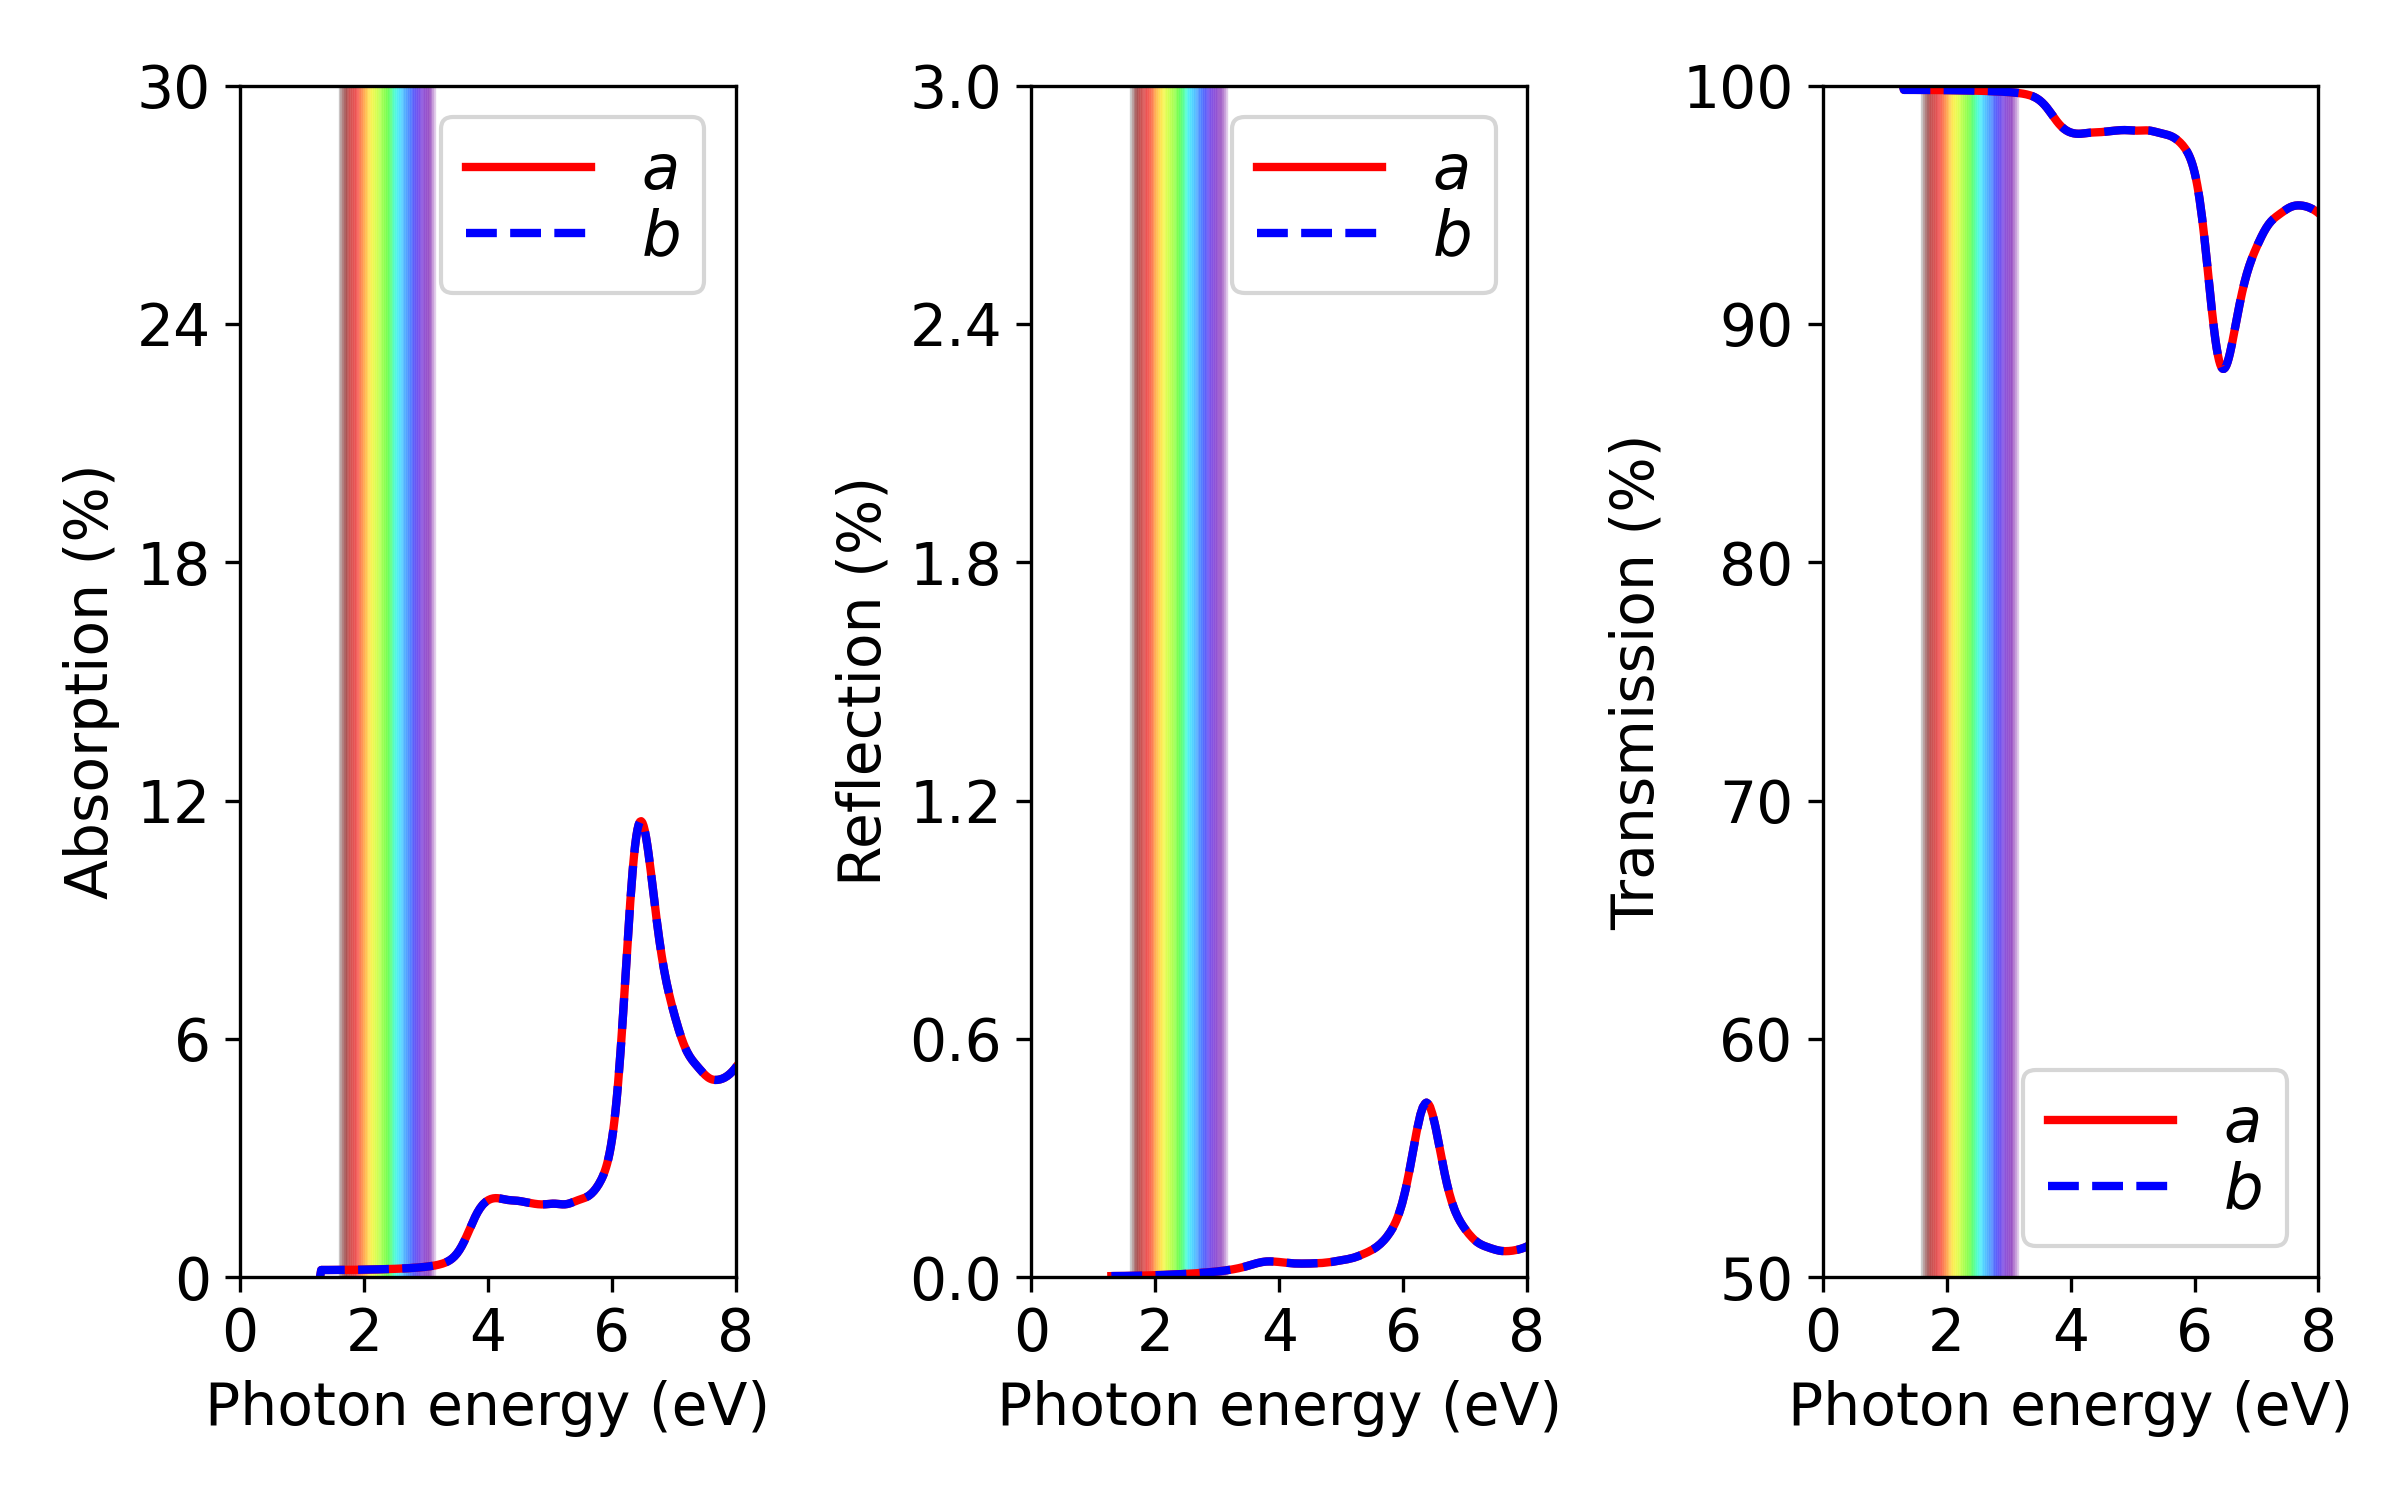 Absorption (%)
30
24
18
12
6
0
0 2 4 6 8
Photon energy (eV)
a
b
Reflection (%)
3.0
2.4
1.8
1.2
0.6
0.0
0 2 4 6 8
Photon energy (eV)
a
b
Transmission (%)
100
90
80
70
60
50
0 2 4 6 8
Photon energy (eV)
a
b